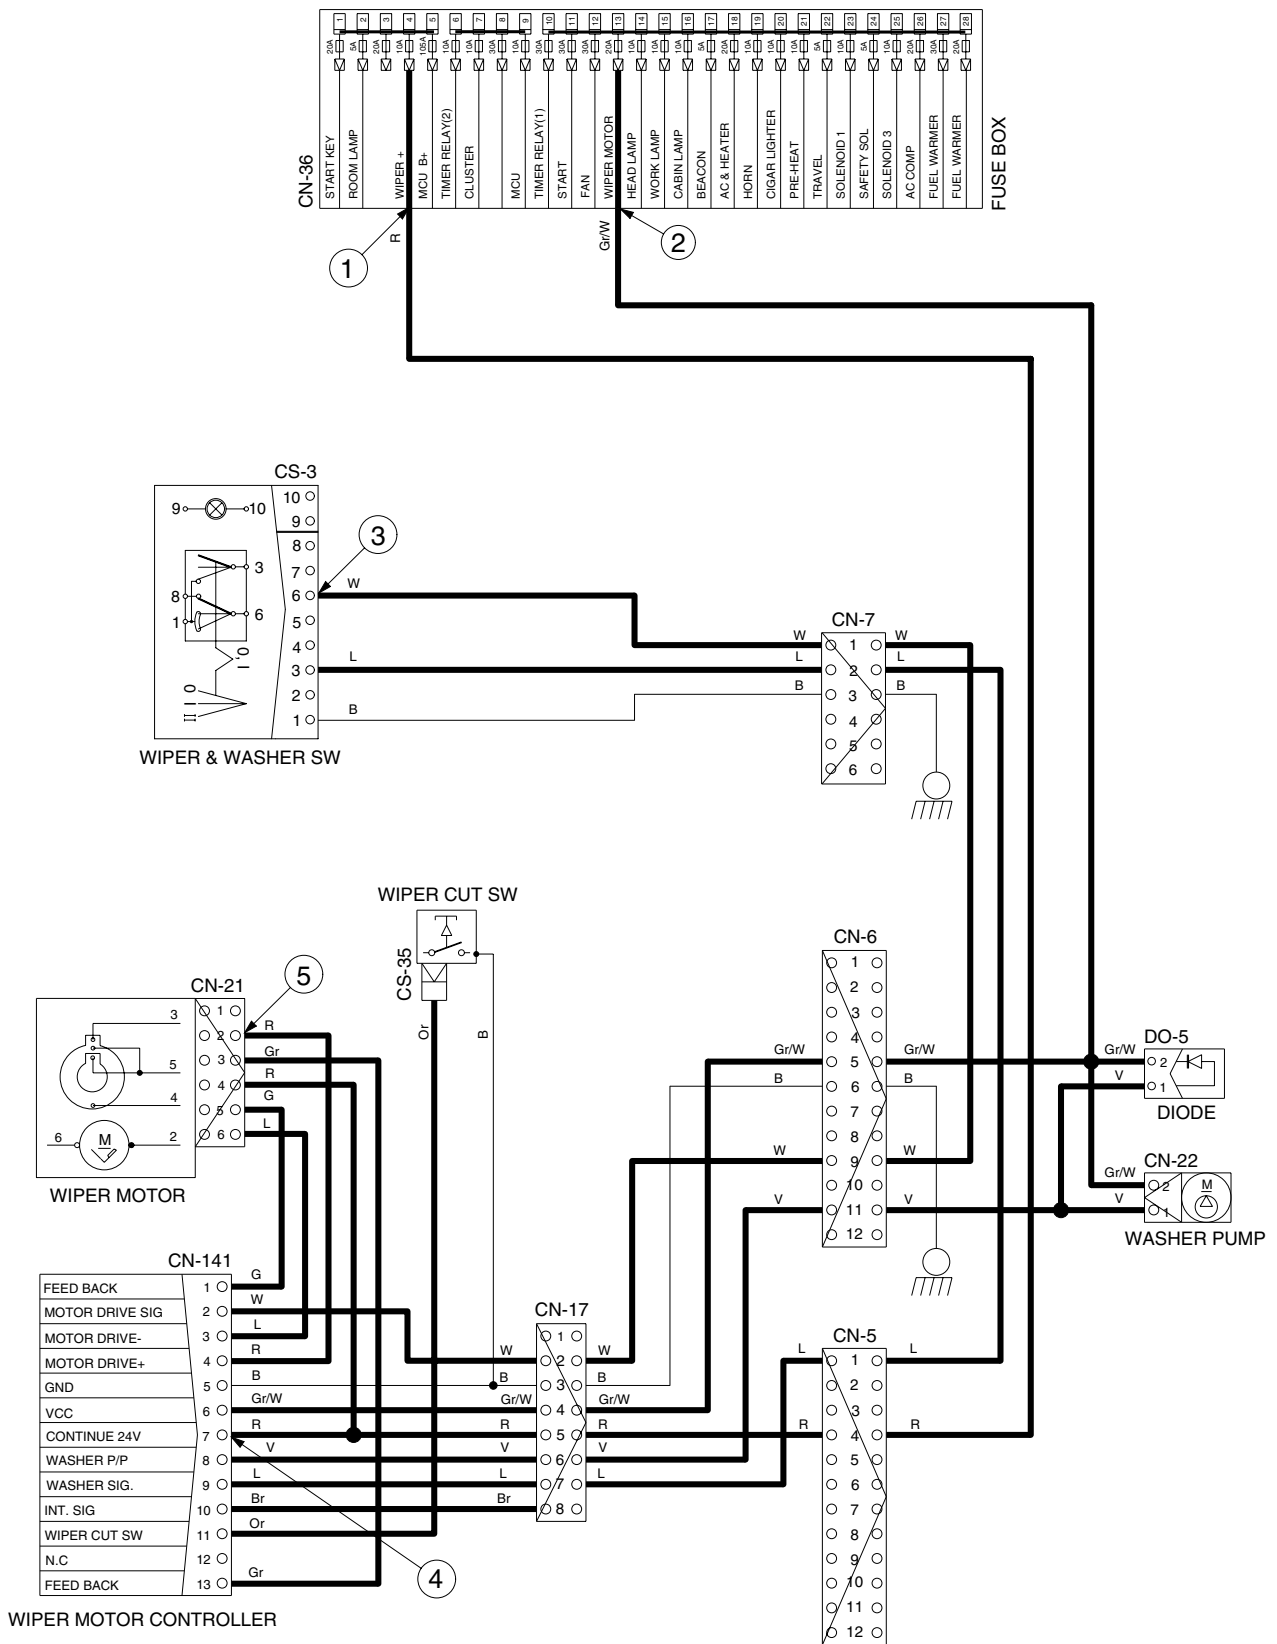 1 2 3 4 5 6 7 8 9 10 11 12 13 14 15 16 17 18 19 20 21 22 23 24 25 26 27 28
20A 5A 20A 10A 105A 10A 10A 30A 10A 30A 30A 30A 20A 10A 10A 10A 5A 20A 10A 10A 10A 5A 10A 5A 10A 20A 30A 20A
START KEY
ROOM LAMP
WIPER +
MCU B+
TIMER RELAY(2)
CLUSTER
MCU
TIMER RELAY(1)
START
FAN
WIPER MOTOR
HEAD LAMP
WORK LAMP
CABIN LAMP
BEACON
AC & HEATER
HORN
CIGAR LIGHTER
PRE-HEAT
TRAVEL
SOLENOID 1
SAFETY SOL
SOLENOID 3
AC COMP
FUEL WARMER
FUEL WARMER
CN-36
FUSE BOX
R
Gr/W
1
2
CS-3
10
9
8
7
6
5
4
3
2
1
9 10
3
8
6
1
0, I
0 I II
WIPER & WASHER SW
3
W
L
B
CN-7
W 1 W
L 2 L
B 3 B
4
5
6
WIPER CUT SW
CS-35
Or
B
CN-6
1
2
3
4
Gr/W 5 Gr/W
B 6 B
7
8
W 9 W
10
V 11 V
12
DO-5
Gr/W 2
V 1
DIODE
CN-22
Gr/W 2
V 1
M
WASHER PUMP
CN-21
5
1
2 R
3 Gr
4 R
5 G
6 L
3
5
4
6 M 2
WIPER MOTOR
CN-141
FEED BACK 1 G
MOTOR DRIVE SIG 2 W
MOTOR DRIVE- 3 L
MOTOR DRIVE+ 4 R
GND 5 B
VCC 6 Gr/W
CONTINUE 24V 7 R
WASHER P/P 8 V
WASHER SIG. 9 L
INT. SIG 10 Br
WIPER CUT SW 11 Or
N.C 12
FEED BACK 13 Gr
WIPER MOTOR CONTROLLER
4
CN-17
1
W 2 W
B 3 B
Gr/W 4 Gr/W
R 5 R
V 6 V
L 7 L
Br 8
CN-5
L 1 L
2
3
R 4 R
5
6
7
8
9
10
11
12